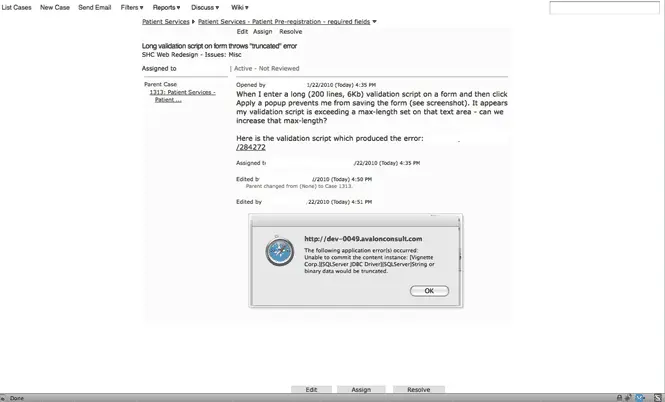 List Cases New Case Send Email Filters ▾ Reports ▾ Discuss ▾ Wiki ▾
Patient Services ▸ Patient Services - Patient Pre-registration - required fields ▾
Edit Assign Resolve
Long validation script on form throws "truncated" error
SHC Web Redesign - Issues: Misc
Assigned to | Active - Not Reviewed
Parent Case
1313: Patient Services -
Patient ...
Opened by 1/22/2010 (Today) 4:35 PM
When I enter a long (200 lines, 6Kb) validation script on a form and then click
Apply a popup prevents me from saving the form (see screenshot). It appears
my validation script is exceeding a max-length set on that text area - can we
increase that max-length?
Here is the validation script which produced the error:
/284272
Assigned t /22/2010 (Today) 4:35 PM
Edited by /2010 (Today) 4:50 PM
Parent changed from (None) to Case 1313.
Edited by 22/2010 (Today) 4:51 PM
http://dev-0049.avalonconsult.com
The following application error(s) occurred:
Unable to commit the content instance: [Vignette
Corp.][SQLServer JDBC Driver][SQLServer]String or
binary data would be truncated.
OK
Edit Assign Resolve
Done